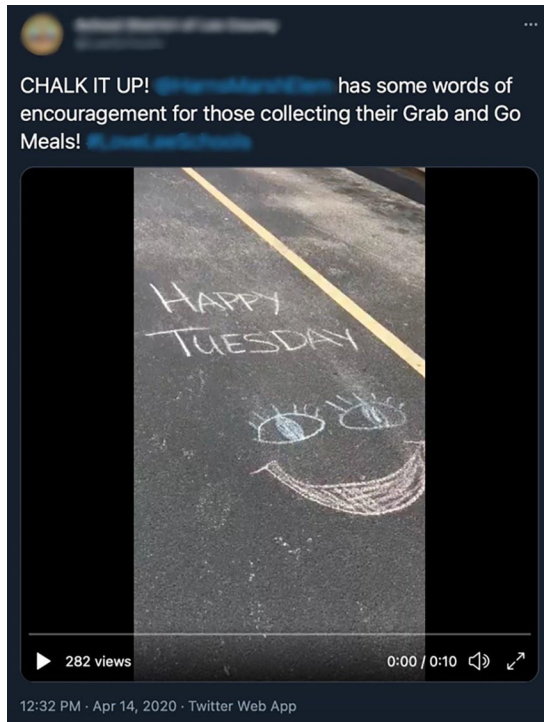 CHALK IT UP! has some words of
encouragement for those collecting their Grab and Go
Meals!
HAPPY
TUESDAY
282 views
0:00 / 0:10
12:32 PM · Apr 14, 2020 · Twitter Web App